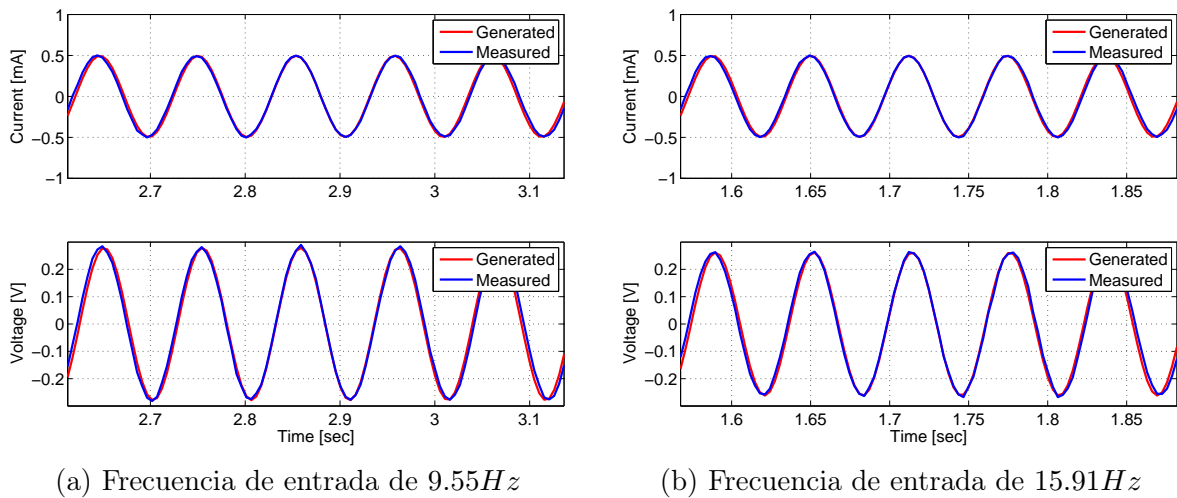 1
0.5
0
−0.5
−1
Current [mA]
Generated
Measured
2.7
2.8
2.9
3
3.1
0.2
0.1
0
−0.1
−0.2
Voltage [V]
Generated
Measured
2.7
2.8
2.9
3
3.1
Time [sec]
(a) Frecuencia de entrada de 9.55Hz
1
0.5
0
−0.5
−1
Current [mA]
Generated
Measured
1.6
1.65
1.7
1.75
1.8
1.85
0.2
0.1
0
−0.1
−0.2
Voltage [V]
Generated
Measured
1.6
1.65
1.7
1.75
1.8
1.85
Time [sec]
(b) Frecuencia de entrada de 15.91Hz